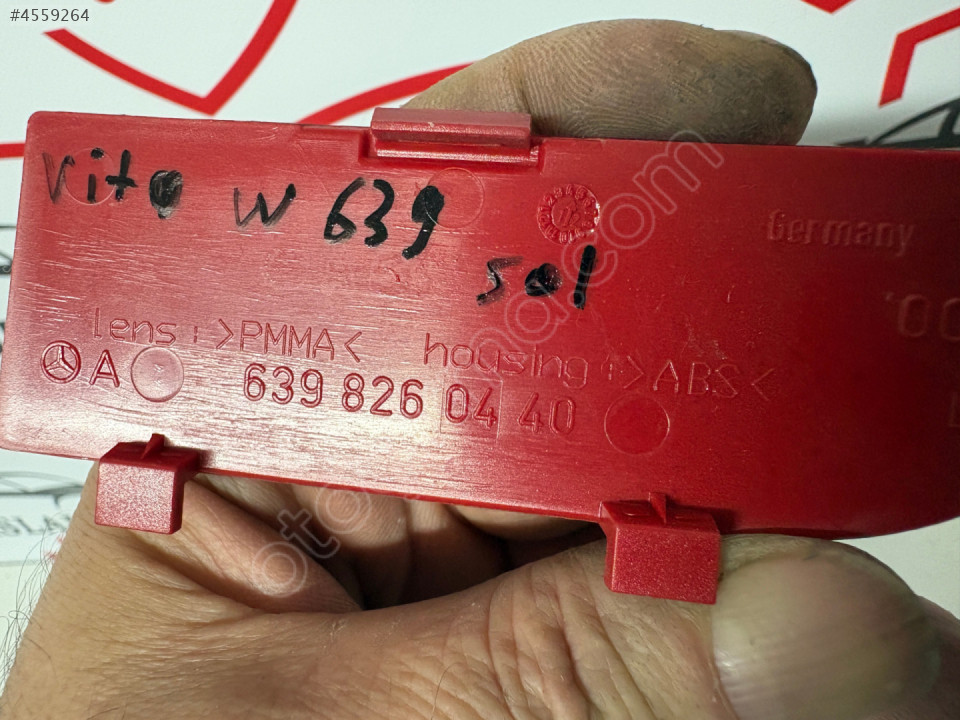 #4559264
Vito W 639
sol
Germany
lens : >PMMA<
housing : >ABS<
A 639 826 04 40